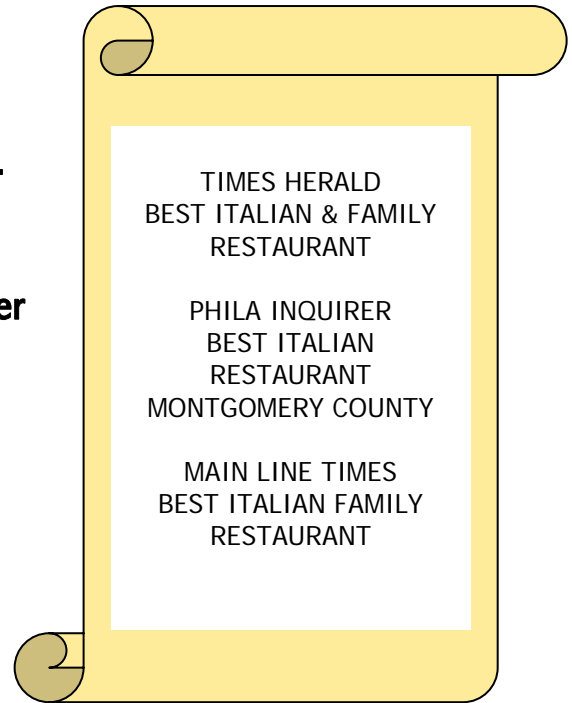 er
TIMES HERALD
BEST ITALIAN & FAMILY
RESTAURANT
PHILA INQUIRER
BEST ITALIAN
RESTAURANT
MONTGOMERY COUNTY
MAIN LINE TIMES
BEST ITALIAN FAMILY
RESTAURANT